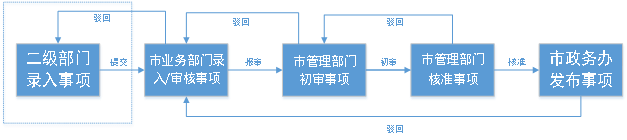 驳回
驳回
驳回
二级部门
录入事项
提交
市业务部门录
入/审核事项
报审
市管理部门
初审事项
初审
市管理部门
核准事项
核准
市政务办
发布事项
驳回